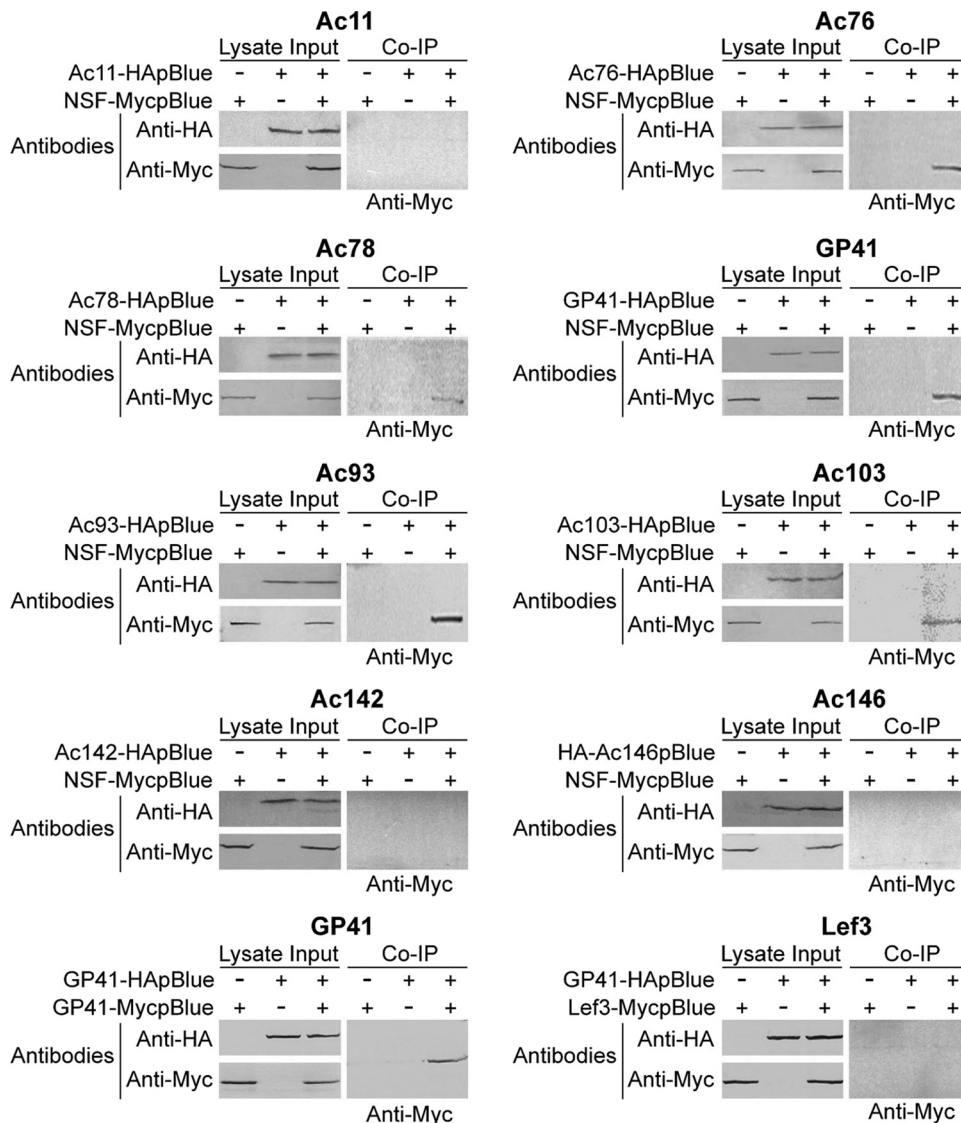 Ac11
Lysate Input Co-IP
Ac11-HApBlue - + + - + +
NSF-MycpBlue + - + + - +
Antibodies
Anti-HA
Anti-Myc
Anti-Myc
Ac76
Lysate Input Co-IP
Ac76-HApBlue - + + - + +
NSF-MycpBlue + - + + - +
Antibodies
Anti-HA
Anti-Myc
Anti-Myc
Ac78
Lysate Input Co-IP
Ac78-HApBlue - + + - + +
NSF-MycpBlue + - + + - +
Antibodies
Anti-HA
Anti-Myc
Anti-Myc
GP41
Lysate Input Co-IP
GP41-HApBlue - + + - + +
NSF-MycpBlue + - + + - +
Antibodies
Anti-HA
Anti-Myc
Anti-Myc
Ac93
Lysate Input Co-IP
Ac93-HApBlue - + + - + +
NSF-MycpBlue + - + + - +
Antibodies
Anti-HA
Anti-Myc
Anti-Myc
Ac103
Lysate Input Co-IP
Ac103-HApBlue - + + - + +
NSF-MycpBlue + - + + - +
Antibodies
Anti-HA
Anti-Myc
Anti-Myc
Ac142
Lysate Input Co-IP
Ac142-HApBlue - + + - + +
NSF-MycpBlue + - + + - +
Antibodies
Anti-HA
Anti-Myc
Anti-Myc
Ac146
Lysate Input Co-IP
HA-Ac146pBlue - + + - + +
NSF-MycpBlue + - + + - +
Antibodies
Anti-HA
Anti-Myc
Anti-Myc
GP41
Lysate Input Co-IP
GP41-HApBlue - + + - + +
GP41-MycpBlue + - + + - +
Antibodies
Anti-HA
Anti-Myc
Anti-Myc
Lef3
Lysate Input Co-IP
GP41-HApBlue - + + - + +
Lef3-MycpBlue + - + + - +
Antibodies
Anti-HA
Anti-Myc
Anti-Myc